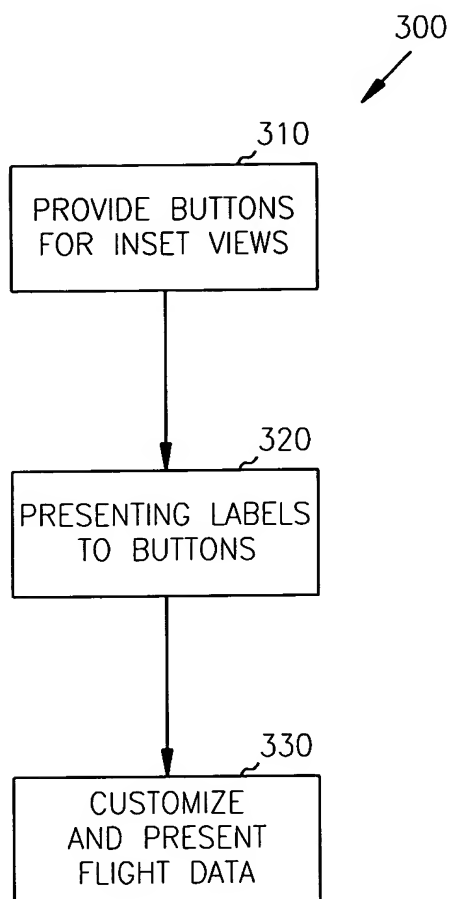 300
310
PROVIDE BUTTONS
FOR INSET VIEWS
320
PRESENTING LABELS
TO BUTTONS
330
CUSTOMIZE
AND PRESENT
FLIGHT DATA